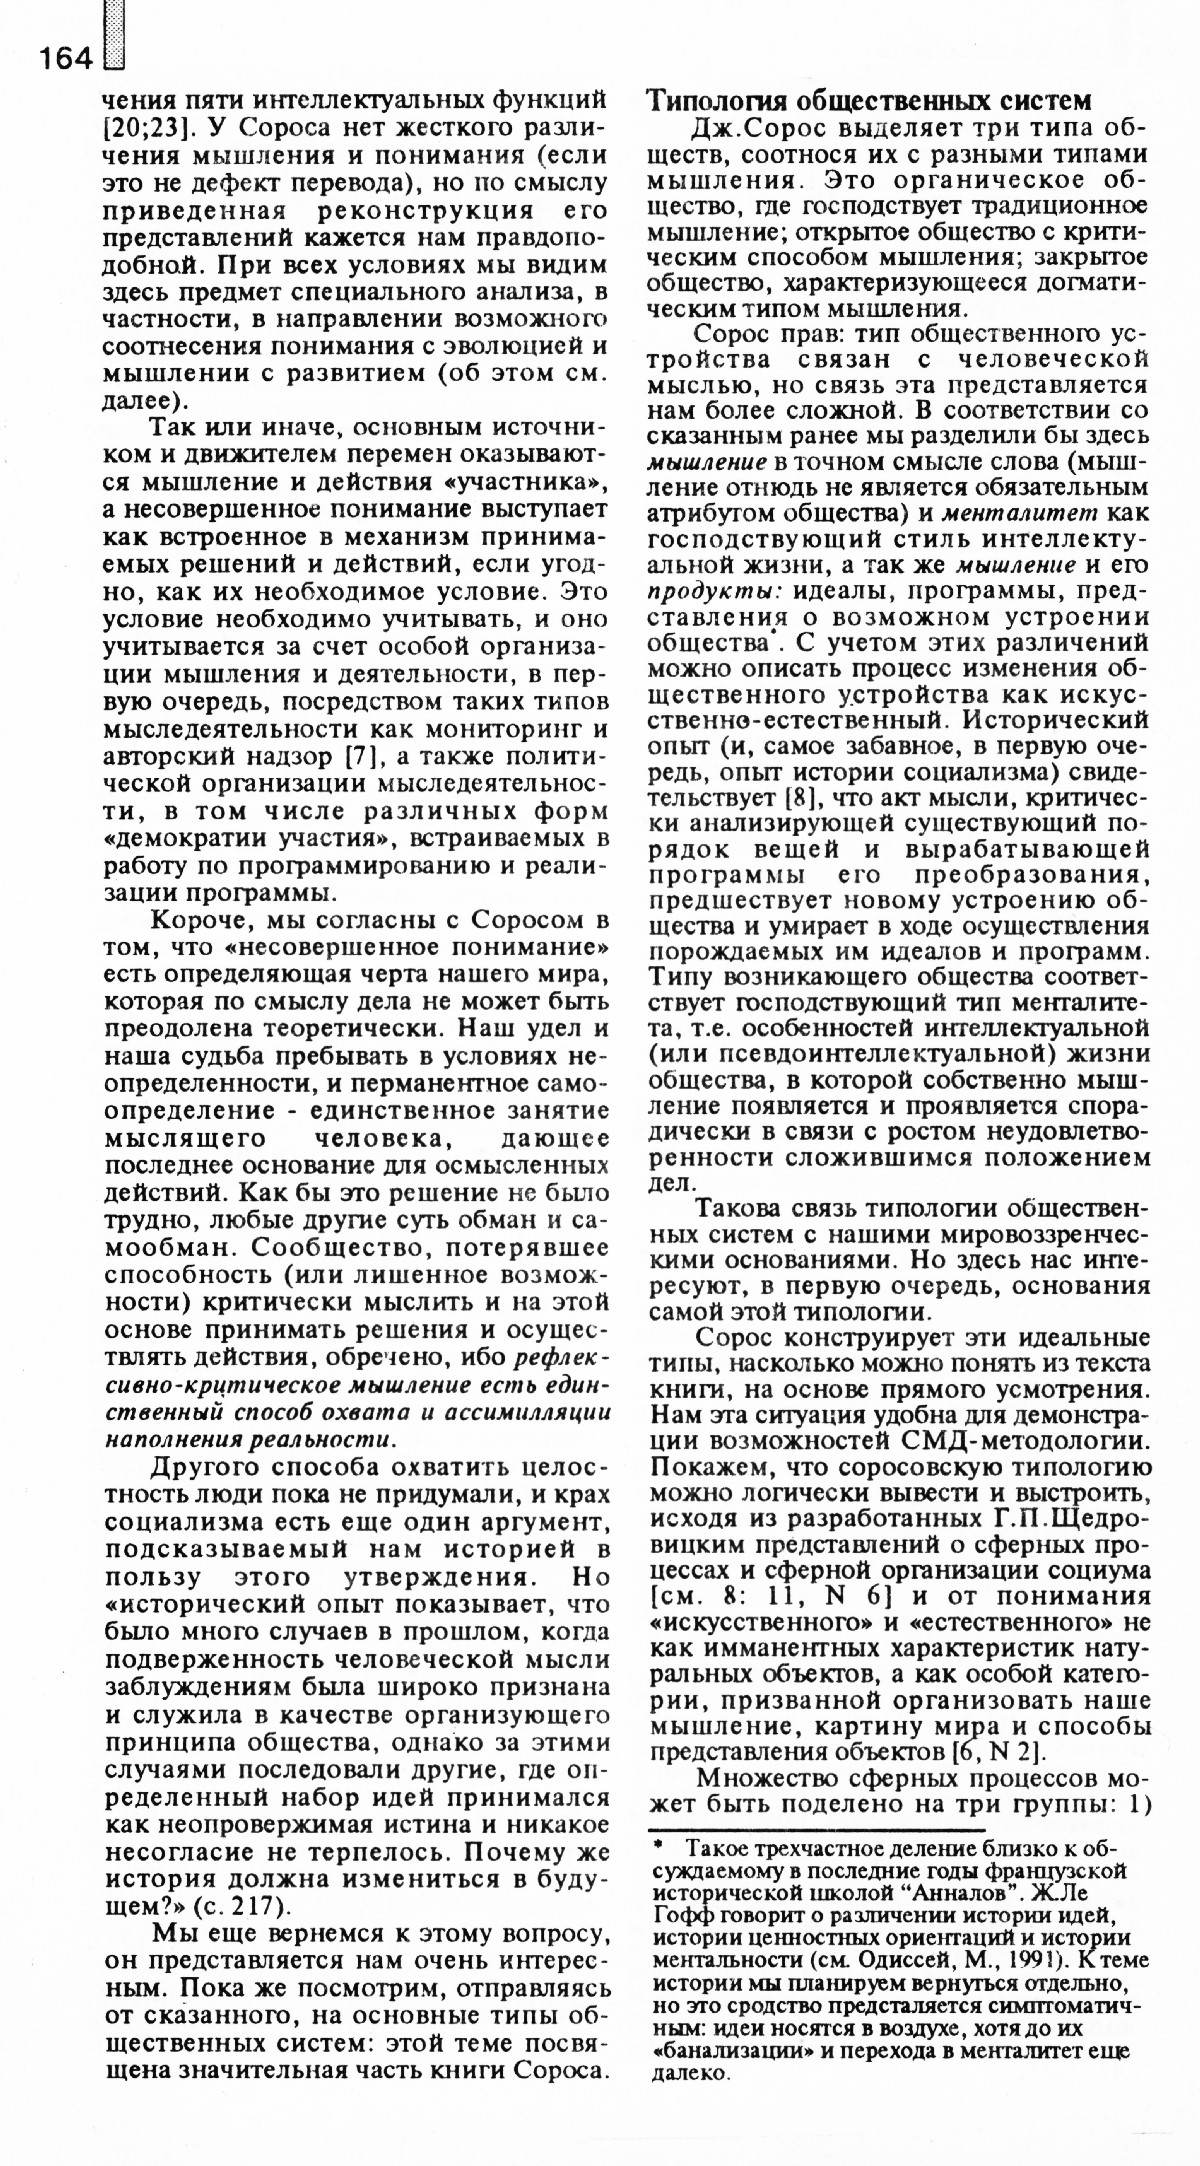 164
чения пяти интеллектуальных функций
[20;23]. У Сороса нет жесткого разли-
чения мышления и понимания (если
это не дефект перевода), но по смыслу
приведенная реконструкция его
представлений кажется нам правдопо-
добной. При всех условиях мы видим
здесь предмет специального анализа, в
частности, в направлении возможного
соотнесения понимания с эволюцией и
мышлении с развитием (об этом см.
далее).
Так или иначе, основным источни-
ком и движителем перемен оказывают-
ся мышление и действия «участника»,
а несовершенное понимание выступает
как встроенное в механизм принима-
емых решений и действий, если угод-
но, как их необходимое условие. Это
условие необходимо учитывать, и оно
учитывается за счет особой организа-
ции мышления и деятельности, в пер-
вую очередь, посредством таких типов
мыследеятельности как мониторинг и
авторский надзор [7], а также полити-
ческой организации мыследеятельнос-
ти, в том числе различных форм
«демократии участия», встраиваемых в
работу по программированию и реали-
зации программы.
Короче, мы согласны с Соросом в
том, что «несовершенное понимание»
есть определяющая черта нашего мира,
которая по смыслу дела не может быть
преодолена теоретически. Наш удел и
наша судьба пребывать в условиях не-
определенности, и перманентное само-
определение - единственное занятие
мыслящего человека, дающее
последнее основание для осмысленных
действий. Как бы это решение не было
трудно, любые другие суть обман и са-
мообман. Сообщество, потерявшее
способность (или лишенное возмож-
ности) критически мыслить и на этой
основе принимать решения и осущес-
твлять действия, обречено, ибо рефлек-
сивно-критическое мышление есть един-
ственный способ охвата и ассимилляции
наполнения реальности.
Другого способа охватить целос-
тность люди пока не придумали, и крах
социализма есть еще один аргумент,
подсказываемый нам историей в
пользу этого утверждения. Но
«исторический опыт показывает, что
было много случаев в прошлом, когда
подверженность человеческой мысли
заблуждениям была широко признана
и служила в качестве организующего
принципа общества, однако за этими
случаями последовали другие, где оп-
ределенный набор идей принимался
как неопровержимая истина и никакое
несогласие не терпелось. Почему же
история должна измениться в буду-
щем?» (с. 217).
Мы еще вернемся к этому вопросу,
он представляется нам очень интерес-
ным. Пока же посмотрим, отправляясь
от сказанного, на основные типы об-
щественных систем: этой теме посвя-
щена значительная часть книги Сороса.
Типология общественных систем
Дж.Сорос выделяет три типа об-
ществ, соотнося их с разными типами
мышления. Это органическое об-
щество, где господствует традиционное
мышление; открытое общество с крити-
ческим способом мышления; закрытое
общество, характеризующееся догмати-
ческим типом мышления.
Сорос прав: тип общественного ус-
тройства связан с человеческой
мыслью, но связь эта представляется
нам более сложной. В соответствии со
сказанным ранее мы разделили бы здесь
мышление в точном смысле слова (мыш-
ление отнюдь не является обязательным
атрибутом общества) и менталитет как
господствующий стиль интеллекту-
альной жизни, а так же мышление и его
продукты: идеалы, программы, пред-
ставления о возможном устроении
общества*. С учетом этих различений
можно описать процесс изменения об-
щественного устройства как искус-
ственно-естественный. Исторический
опыт (и, самое забавное, в первую оче-
редь, опыт истории социализма) свиде-
тельствует [8], что акт мысли, критичес-
ки анализирующей существующий по-
рядок вещей и вырабатывающей
программы его преобразования,
предшествует новому устроению об-
щества и умирает в ходе осуществления
порождаемых им идеалов и программ.
Типу возникающего общества соответ-
ствует господствующий тип менталите-
та, т.е. особенностей интеллектуальной
(или псевдоинтеллектуальной) жизни
общества, в которой собственно мыш-
ление появляется и проявляется спора-
дически в связи с ростом неудовлетво-
ренности сложившимся положением
дел.
Такова связь типологии обществен-
ных систем с нашими мировоззренчес-
кими основаниями. Но здесь нас инте-
ресуют, в первую очередь, основания
самой этой типологии.
Сорос конструирует эти идеальные
типы, насколько можно понять из текста
книги, на основе прямого усмотрения.
Нам эта ситуация удобна для демонстра-
ции возможностей СМД-методологии.
Покажем, что соросовскую типологию
можно логически вывести и выстроить,
исходя из разработанных Г.П.Щедро-
вицким представлений о сферных про-
цессах и сферной организации социума
[см. 8: 11, N 6] и от понимания
«искусственного» и «естественного» не
как имманентных характеристик нату-
ральных объектов, а как особой катего-
рии, призванной организовать наше
мышление, картину мира и способы
представления объектов [6, N 2].
Множество сферных процессов мо-
жет быть поделено на три группы: 1)
* Такое трехчастное деление близко к об-
суждаемому в последние годы французской
исторической школой “Анналов”. Ж.Ле
Гофф говорит о различении истории идей,
истории ценностных ориентаций и истории
ментальности (см. Одиссей, М., 1991). К теме
истории мы планируем вернуться отдельно,
но это сродство предсталяется симптоматич-
ным: идеи носятся в воздухе, хотя до их
«банализации» и перехода в менталитет еще
далеко.